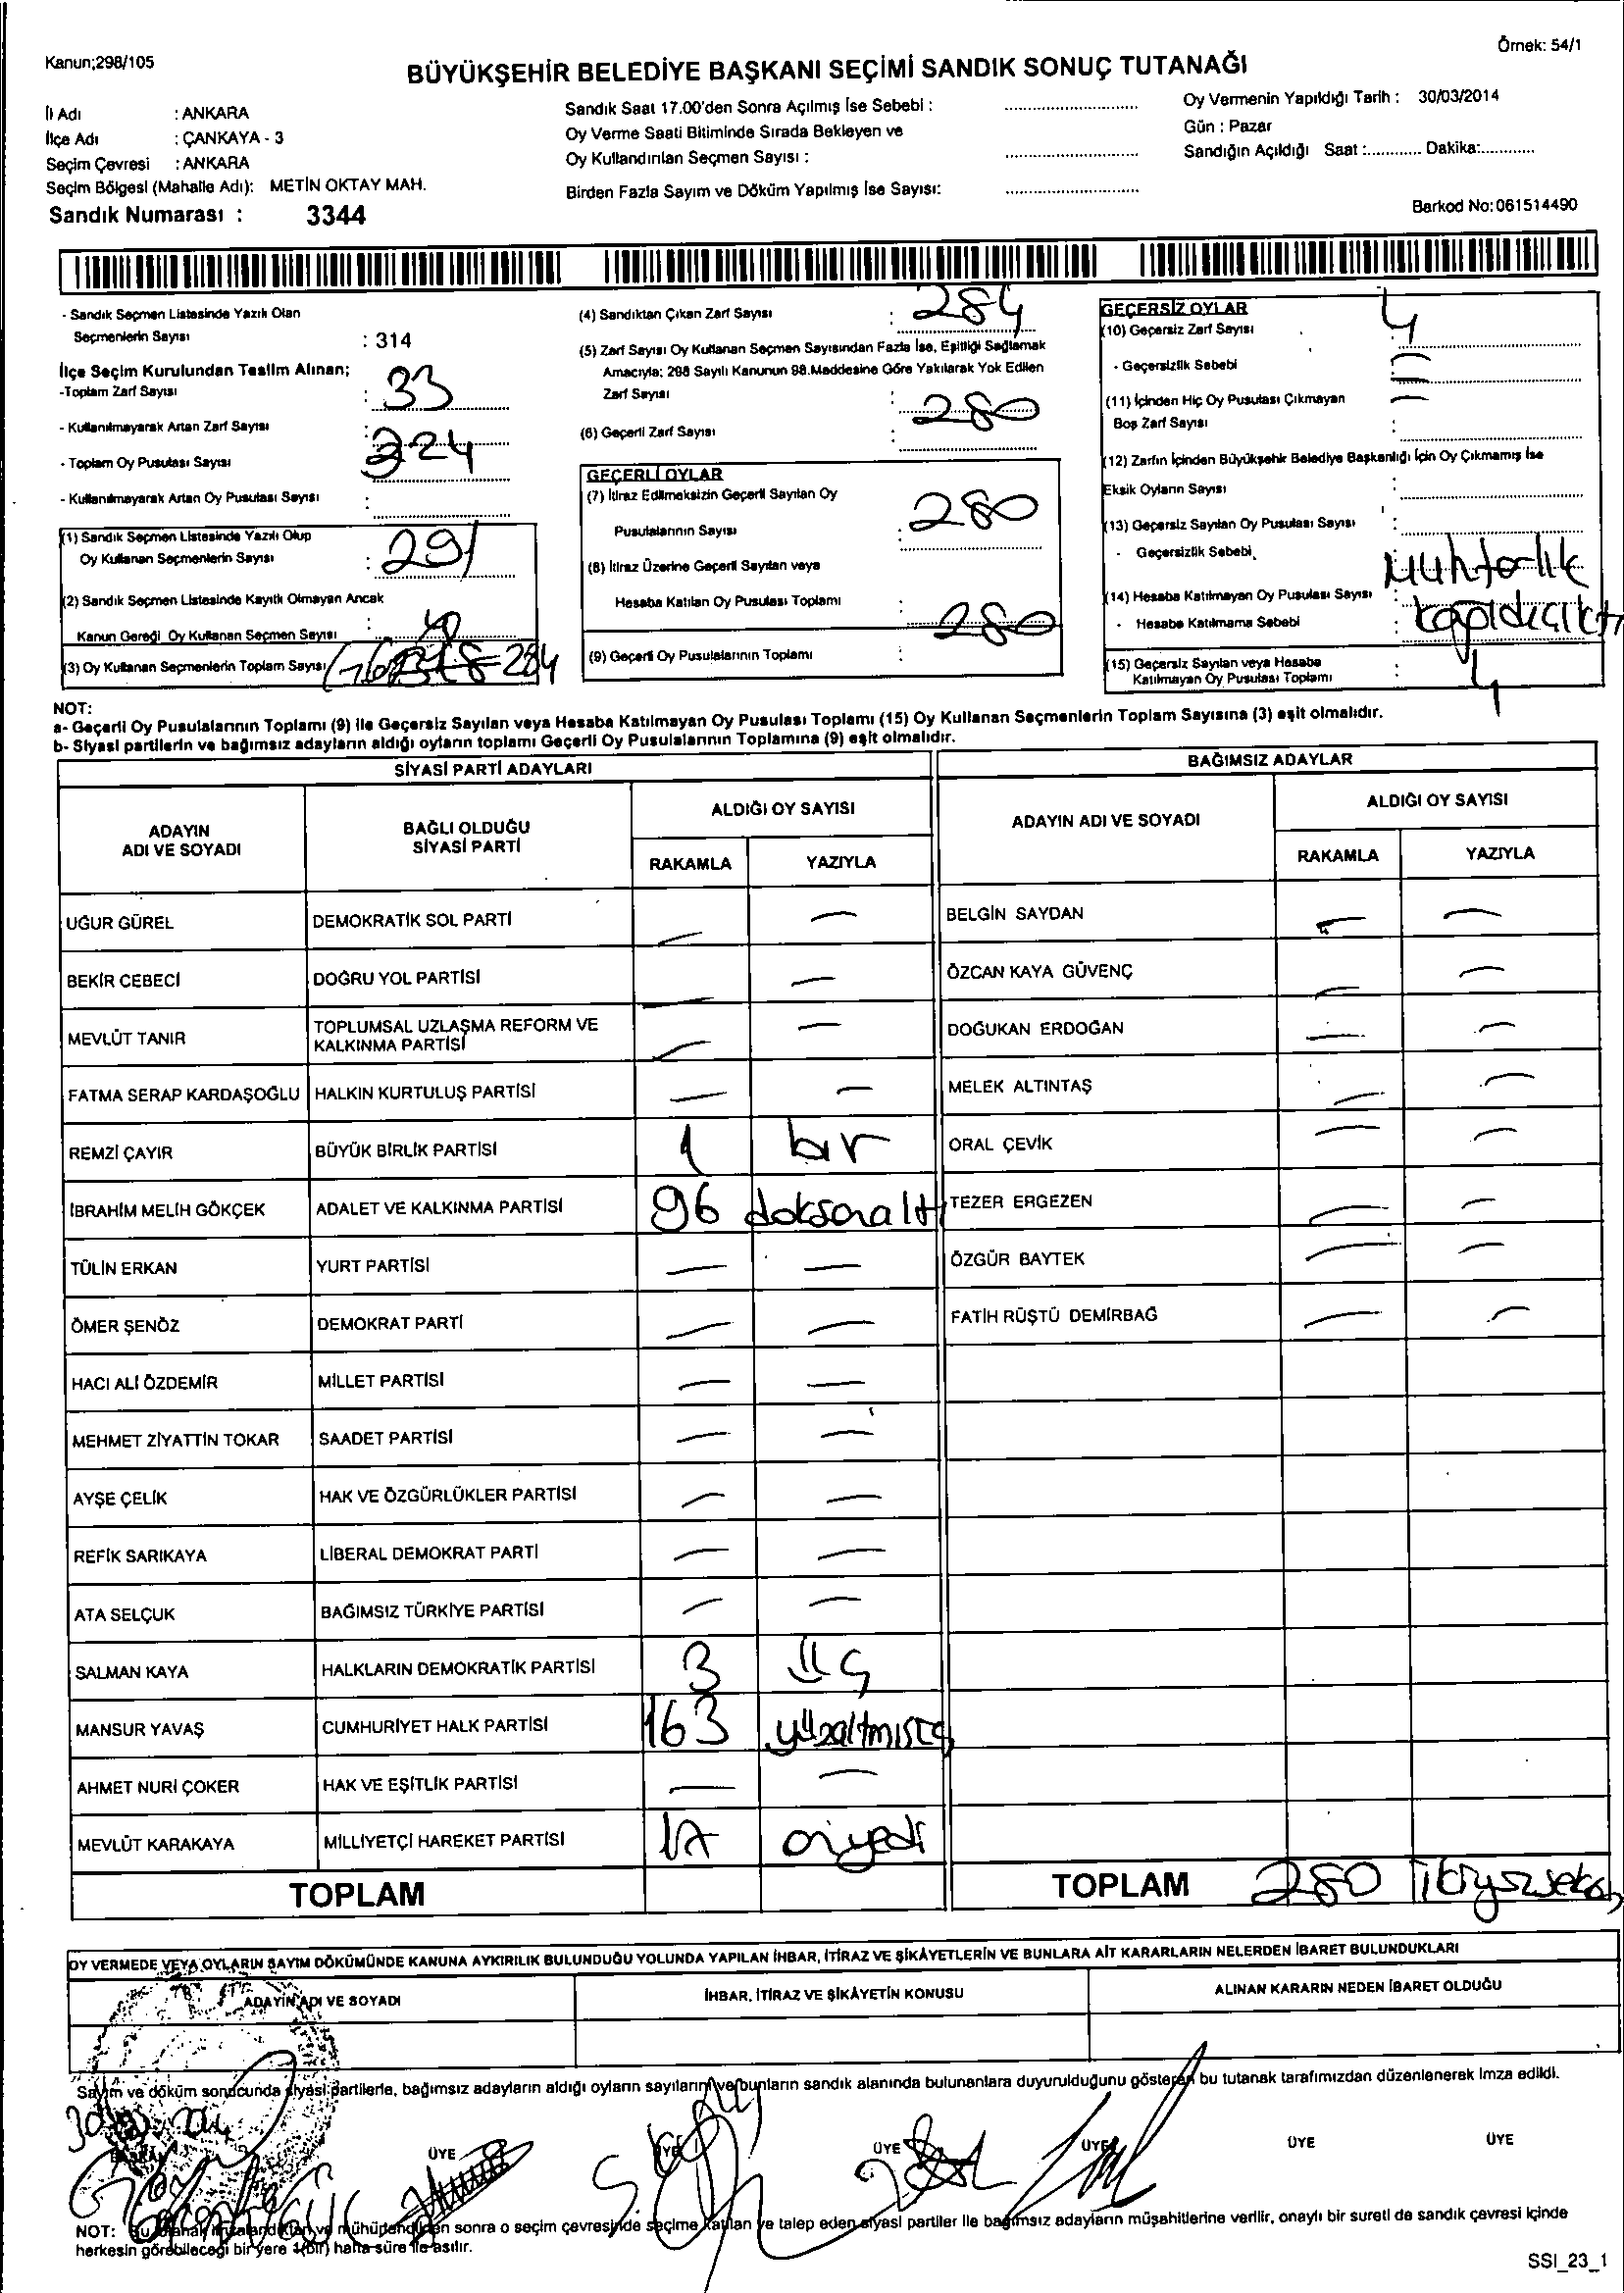 Kanun;298/105
Örnek: 54/1
BÜYÜKŞEHİR BELEDİYE BAŞKANI SEÇİMİ SANDIK SONUÇ TUTANAĞI
İl Adı : ANKARA
İlçe Adı : ÇANKAYA - 3
Seçim Çevresi : ANKARA
Seçim Bölgesi (Mahalle Adı): METİN OKTAY MAH.
Sandık Numarası : 3344
Sandık Saat 17.00'den Sonra Açılmış İse Sebebi :
Oy Verme Saati Bitiminde Sırada Bekleyen ve
Oy Kullandırılan Seçmen Sayısı :
Birden Fazla Sayım ve Döküm Yapılmış İse Sayısı:
Oy Vermenin Yapıldığı Tarih : 30/03/2014
Gün : Pazar
Sandığın Açıldığı Saat :............ Dakika:............
Barkod No:061514490
- Sandık Seçmen Listesinde Yazılı Olan
Seçmenlerin Sayısı : 314
İlçe Seçim Kurulundan Teslim Alınan;
-Toplam Zarf Sayısı : 33
- Kullanılmayarak Artan Zarf Sayısı :
324
- Toplam Oy Pusulası Sayısı
- Kullanılmayarak Artan Oy Pusulası Sayısı :
(1) Sandık Seçmen Listesinde Yazılı Olup
Oy Kullanan Seçmenlerin Sayısı : 291
(2) Sandık Seçmen Listesinde Kayıtlı Olmayan Ancak
Kanun Gereği Oy Kullanan Seçmen Sayısı :
(3) Oy Kullanan Seçmenlerin Toplam Sayısı 284
(4) Sandıktan Çıkan Zarf Sayısı : 284
(5) Zarf Sayısı Oy Kullanan Seçmen Sayısından Fazla İse, Eşitliği Sağlamak
Amacıyla; 298 Sayılı Kanunun 98.Maddesine Göre Yakılarak Yok Edilen
Zarf Sayısı : 280
(6) Geçerli Zarf Sayısı :
GEÇERLİ OYLAR
(7) İtiraz Edilmeksizin Geçerli Sayılan Oy
Pusulalarının Sayısı : 280
(8) İtiraz Üzerine Geçerli Sayılan veya
Hesaba Katılan Oy Pusulası Toplamı : 280
(9) Geçerli Oy Pusulalarının Toplamı :
GEÇERSİZ OYLAR
(10) Geçersiz Zarf Sayısı : 4
- Geçersizlik Sebebi
(11) İçinden Hiç Oy Pusulası Çıkmayan
Boş Zarf Sayısı :
(12) Zarfın İçinden Büyükşehir Belediye Başkanlığı İçin Oy Çıkmamış İse
Eksik Oyların Sayısı :
(13) Geçersiz Sayılan Oy Pusulası Sayısı :
- Geçersizlik Sebebi
Muhtarlık
(14) Hesaba Katılmayan Oy Pusulası Sayısı :
- Hesaba Katılmama Sebebi :
(15) Geçersiz Sayılan veya Hesaba
Katılmayan Oy Pusulası Toplamı : 4
NOT:
a- Geçerli Oy Pusulalarının Toplamı (9) ile Geçersiz Sayılan veya Hesaba Katılmayan Oy Pusulası Toplamı (15) Oy Kullanan Seçmenlerin Toplam Sayısına (3) eşit olmalıdır.
b- Siyasi partilerin ve bağımsız adayların aldığı oyların toplamı Geçerli Oy Pusulalarının Toplamına (9) eşit olmalıdır.
SİYASİ PARTİ ADAYLARI
BAĞIMSIZ ADAYLAR
ADAYIN
ADI VE SOYADI
BAĞLI OLDUĞU
SİYASİ PARTİ
ALDIĞI OY SAYISI
RAKAMLA YAZIYLA
ADAYIN ADI VE SOYADI
ALDIĞI OY SAYISI
RAKAMLA YAZIYLA
UĞUR GÜREL DEMOKRATİK SOL PARTİ — — BELGİN SAYDAN — —
BEKİR CEBECİ DOĞRU YOL PARTİSİ — — ÖZCAN KAYA GÜVENÇ — —
MEVLÜT TANIR TOPLUMSAL UZLAŞMA REFORM VE
KALKINMA PARTİSİ — — DOĞUKAN ERDOĞAN — —
FATMA SERAP KARDAŞOĞLU HALKIN KURTULUŞ PARTİSİ — — MELEK ALTINTAŞ — —
REMZİ ÇAYIR BÜYÜK BİRLİK PARTİSİ 1 bir ORAL ÇEVİK — —
İBRAHİM MELİH GÖKÇEK ADALET VE KALKINMA PARTİSİ 96 doksanaltı TEZER ERGEZEN — —
TÜLİN ERKAN YURT PARTİSİ — — ÖZGÜR BAYTEK — —
ÖMER ŞENÖZ DEMOKRAT PARTİ — — FATİH RÜŞTÜ DEMİRBAĞ — —
HACI ALİ ÖZDEMİR MİLLET PARTİSİ — —
MEHMET ZİYATTİN TOKAR SAADET PARTİSİ — —
AYŞE ÇELİK HAK VE ÖZGÜRLÜKLER PARTİSİ — —
REFİK SARIKAYA LİBERAL DEMOKRAT PARTİ — —
ATA SELÇUK BAĞIMSIZ TÜRKİYE PARTİSİ — —
SALMAN KAYA HALKLARIN DEMOKRATİK PARTİSİ 3 üç
MANSUR YAVAŞ CUMHURİYET HALK PARTİSİ 163
AHMET NURİ ÇOKER HAK VE EŞİTLİK PARTİSİ — —
MEVLÜT KARAKAYA MİLLİYETÇİ HAREKET PARTİSİ 17 onyedi
TOPLAM
TOPLAM 280
OY VERMEDE VEYA OYLARIN SAYIM DÖKÜMÜNDE KANUNA AYKIRILIK BULUNDUĞU YOLUNDA YAPILAN İHBAR, İTİRAZ VE ŞİKÂYETLERİN VE BUNLARA AİT KARARLARIN NELERDEN İBARET BULUNDUKLARI
ADAYIN ADI VE SOYADI
İHBAR, İTİRAZ VE ŞİKÂYETİN KONUSU
ALINAN KARARIN NEDEN İBARET OLDUĞU
Sayım ve döküm sonucunda siyasi partilerle, bağımsız adayların aldığı oyların sayılarını ve bunların sandık alanında bulunanlara duyurulduğunu gösteren bu tutanak tarafımızdan düzenlenerek imza edildi.
BAŞKAN ÜYE ÜYE ÜYE ÜYE ÜYE ÜYE
NOT: Bu tutanak imzalandıktan ve mühürlendikten sonra o seçim çevresinde seçime katılan ve talep eden siyasi partiler ile bağımsız adayların müşahitlerine verilir, onaylı bir sureti de sandık çevresi içinde
herkesin görebileceği bir yere 1(bir) hafta süre ile asılır.
SSI_23_1